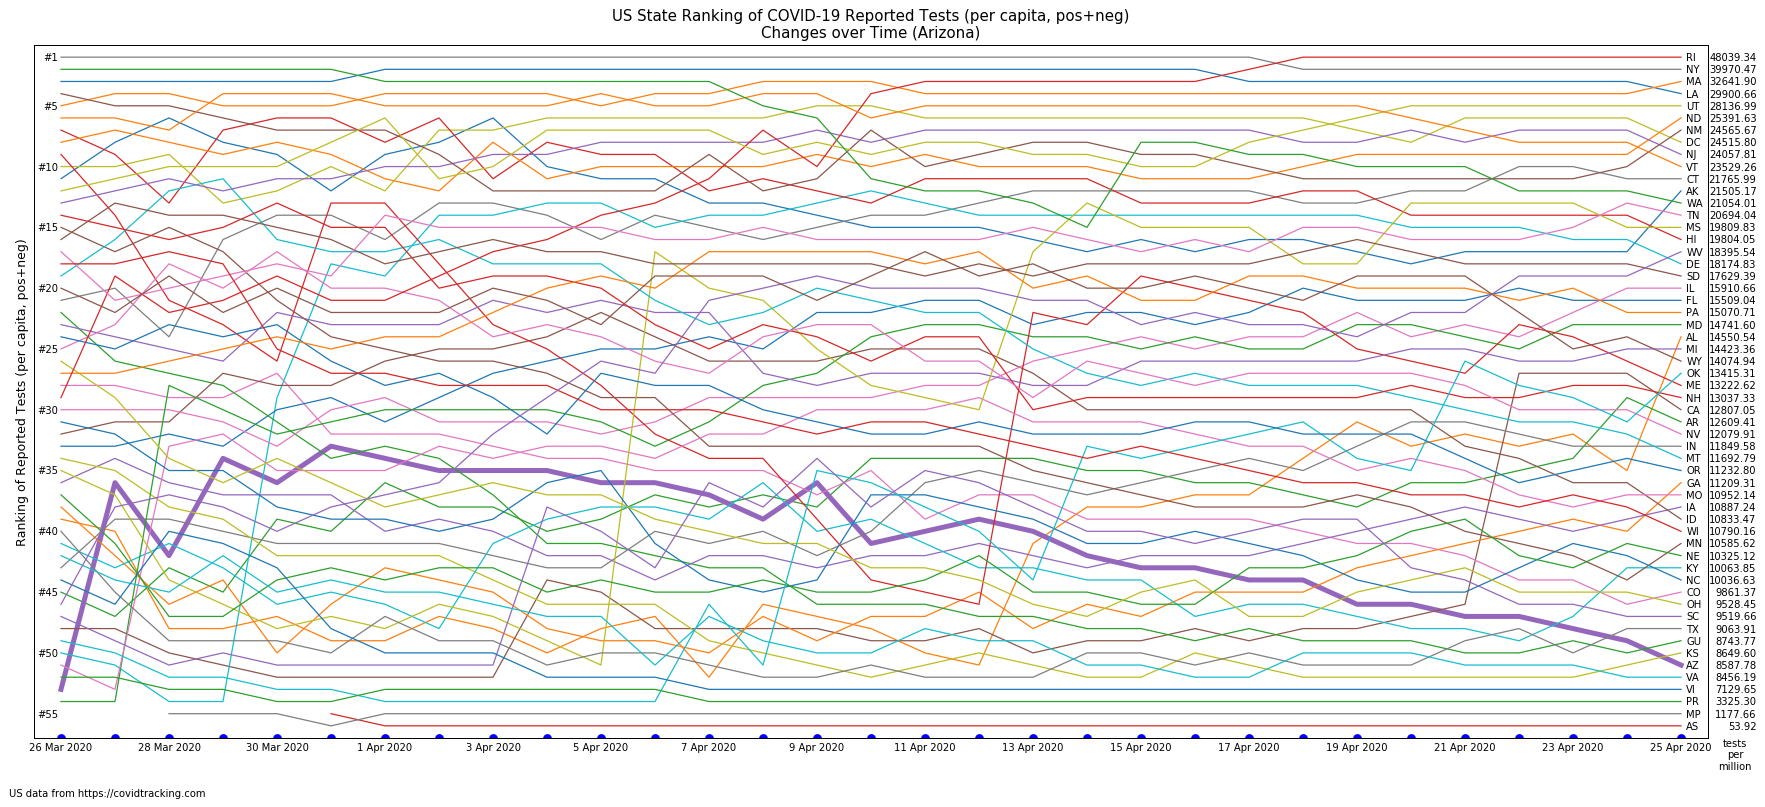 US State Ranking of COVID-19 Reported Tests (per capita, pos+neg)
Changes over Time (Arizona)
Ranking of Reported Tests (per capita, pos+neg)
#1
#5
#10
#15
#20
#25
#30
#35
#40
#45
#50
#55
RI 48039.34
NY 39970.47
MA 32641.90
LA 29900.66
UT 28136.99
ND 25391.63
NM 24565.67
DC 24515.80
NJ 24057.81
VT 23529.26
CT 21765.99
AK 21505.17
WA 21054.01
TN 20694.04
MS 19809.83
HI 19804.05
WV 18395.54
DE 18174.83
SD 17629.39
IL 15910.66
FL 15509.04
PA 15070.71
MD 14741.60
AL 14550.54
MI 14423.36
WY 14074.94
OK 13415.31
ME 13222.62
NH 13037.33
CA 12807.05
AR 12609.41
NV 12079.91
IN 11849.58
MT 11692.79
OR 11232.80
GA 11209.31
MO 10952.14
IA 10887.24
ID 10833.47
WI 10790.16
MN 10585.62
NE 10325.12
KY 10063.85
NC 10036.63
CO 9861.37
OH 9528.45
SC 9519.66
TX 9063.91
GU 8743.77
KS 8649.60
AZ 8587.78
VA 8456.19
VI 7129.65
PR 3325.30
MP 1177.66
AS 53.92
26 Mar 2020 28 Mar 2020 30 Mar 2020 1 Apr 2020 3 Apr 2020 5 Apr 2020 7 Apr 2020 9 Apr 2020 11 Apr 2020 13 Apr 2020 15 Apr 2020 17 Apr 2020 19 Apr 2020 21 Apr 2020 23 Apr 2020 25 Apr 2020
tests
per
million
US data from https://covidtracking.com